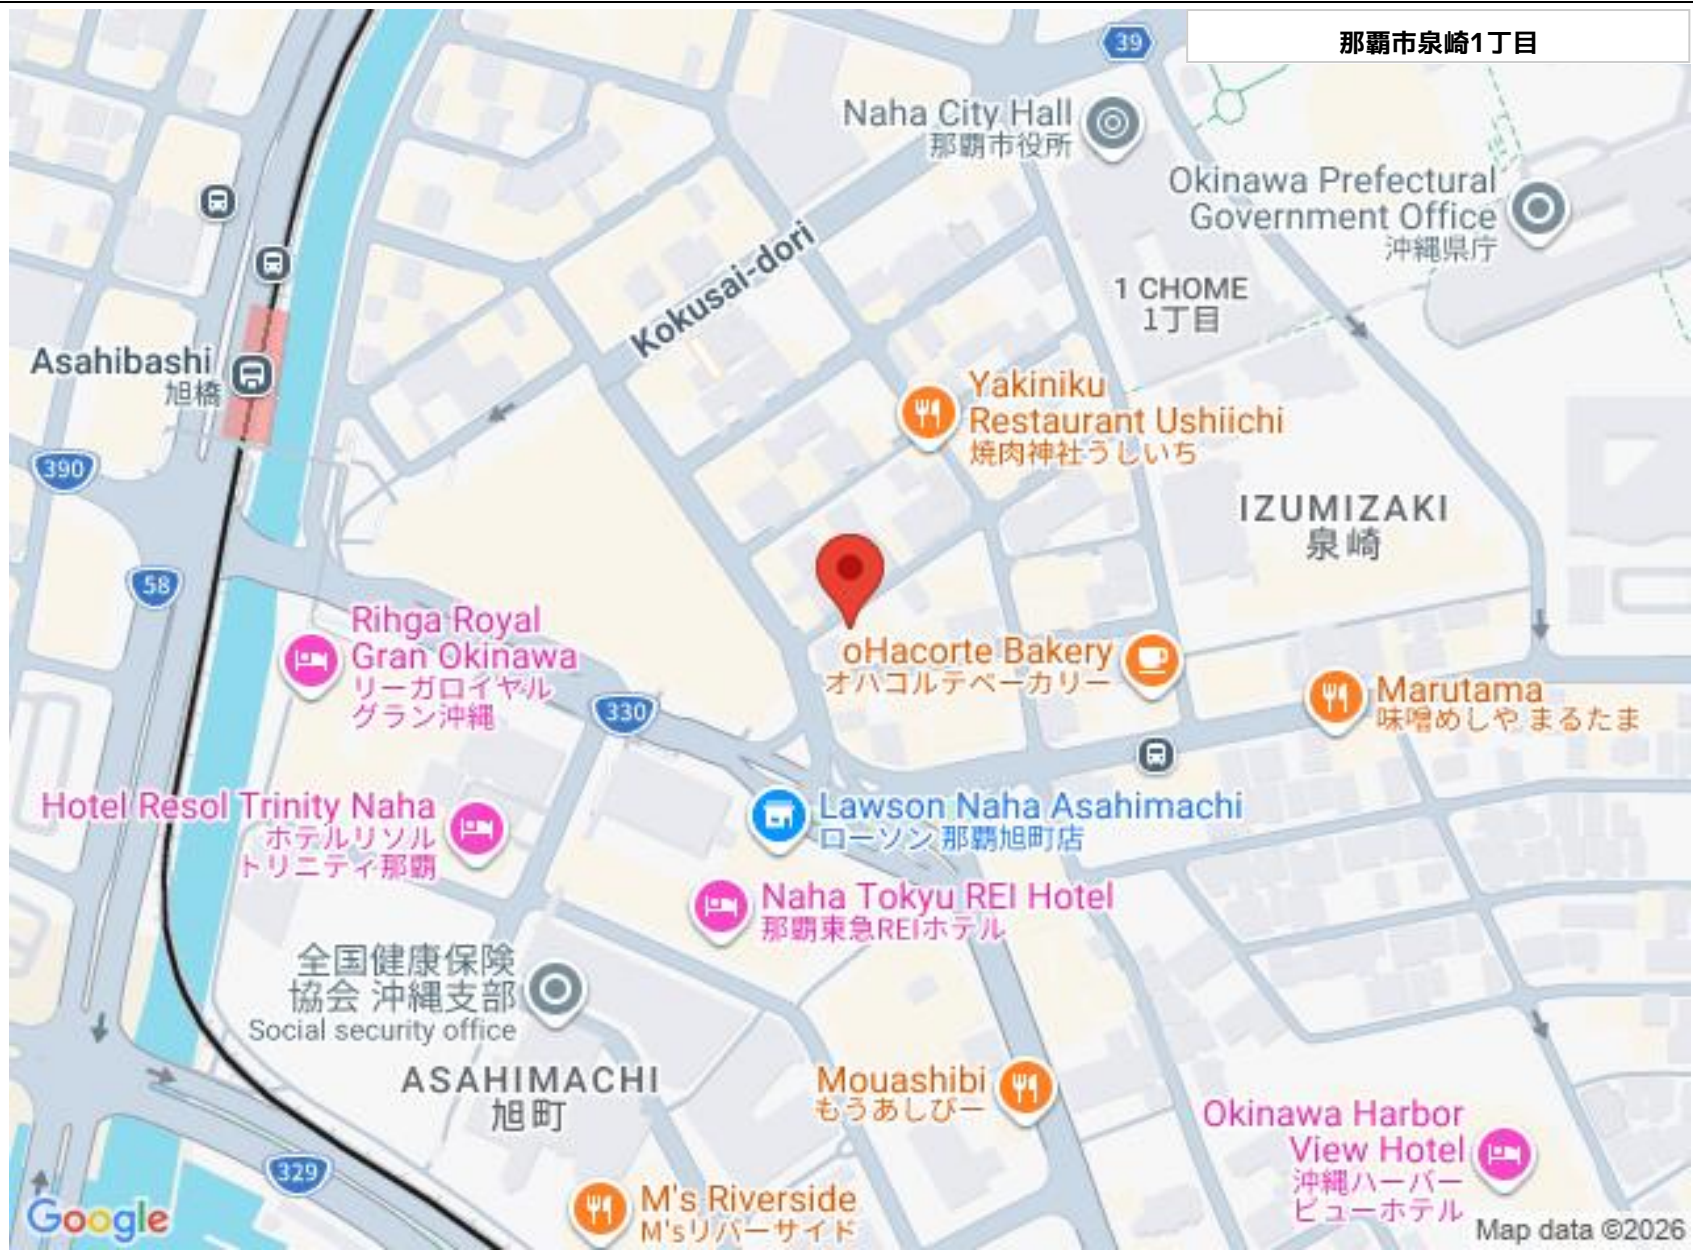 那覇市泉崎1丁目
39
Naha City Hall
那覇市役所
Okinawa Prefectural
Government Office
沖縄県庁
Kokusai-dori
1 CHOME
1丁目
Asahibashi
旭橋
Yakiniku
Restaurant Ushiichi
焼肉神社うしいち
390
IZUMIZAKI
泉崎
58
Rihga Royal
Gran Okinawa
リーガロイヤル
グラン沖縄
oHacorte Bakery
オハコルテベーカリー
Marutama
味噌めしや まるたま
330
Hotel Resol Trinity Naha
ホテルリソル
トリニティ那覇
Lawson Naha Asahimachi
ローソン 那覇旭町店
Naha Tokyu REI Hotel
那覇東急REIホテル
全国健康保険
協会 沖縄支部
Social security office
ASAHIMACHI
旭町
Mouashibi
もうあしびー
Okinawa Harbor
View Hotel
沖縄ハーバー
ビューホテル
329
M's Riverside
M'sリバーサイド
Google
Map data ©2026